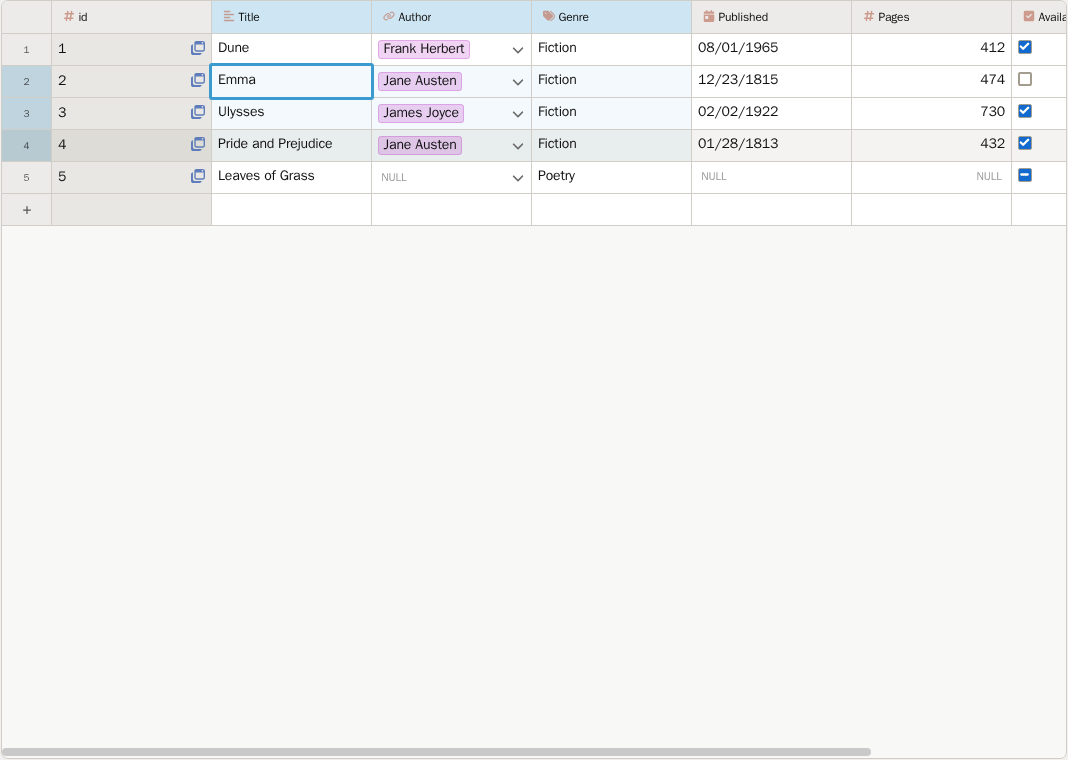 id Title Author Genre Published Pages Availa
1 1 Dune Frank Herbert Fiction 08/01/1965 412
2 2 Emma Jane Austen Fiction 12/23/1815 474
3 3 Ulysses James Joyce Fiction 02/02/1922 730
4 4 Pride and Prejudice Jane Austen Fiction 01/28/1813 432
5 5 Leaves of Grass NULL Poetry NULL NULL
+